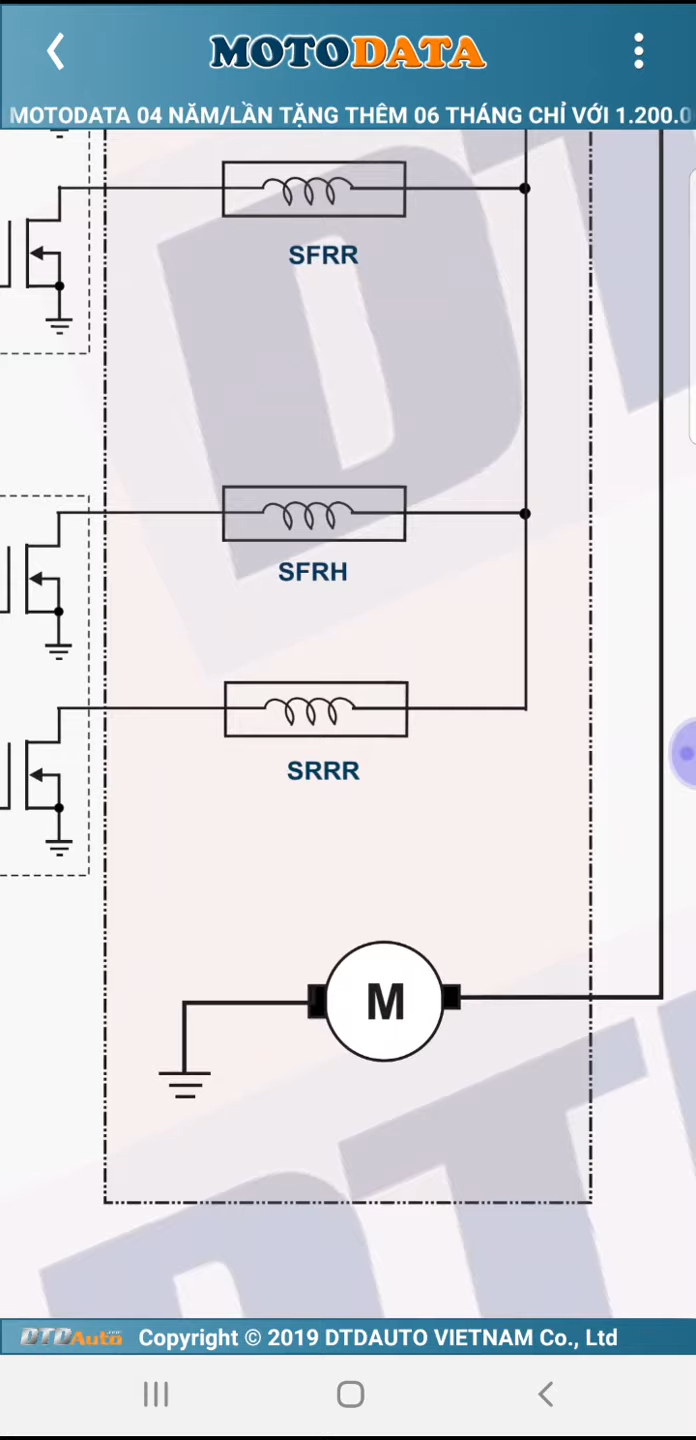 MOTODATA
MOTODATA 04 NĂM/LẦN TẶNG THÊM 06 THÁNG CHỈ VỚI 1.200.0
SFRR
SFRH
SRRR
M
DTDAuto Copyright © 2019 DTDAUTO VIETNAM Co., Ltd